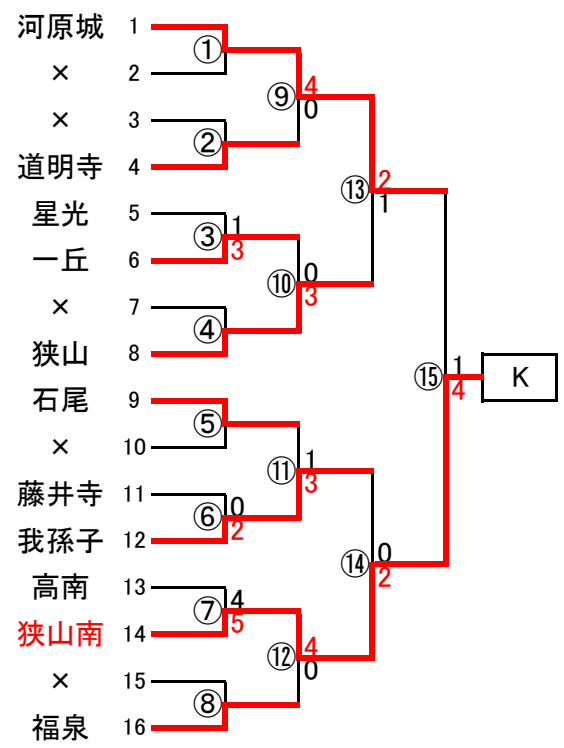 河原城 1
①
× 2
⑨ 4
0
× 3
②
道明寺 4
⑬ 2
1
星光 5
③ 1
3
一丘 6
⑩ 0
3
× 7
④
狭山 8
⑮ 1
4
K
石尾 9
⑤
× 10
⑪ 1
3
藤井寺 11
⑥ 0
2
我孫子 12
⑭ 0
2
高南 13
⑦ 4
5
狭山南 14
⑫ 4
0
× 15
⑧
福泉 16